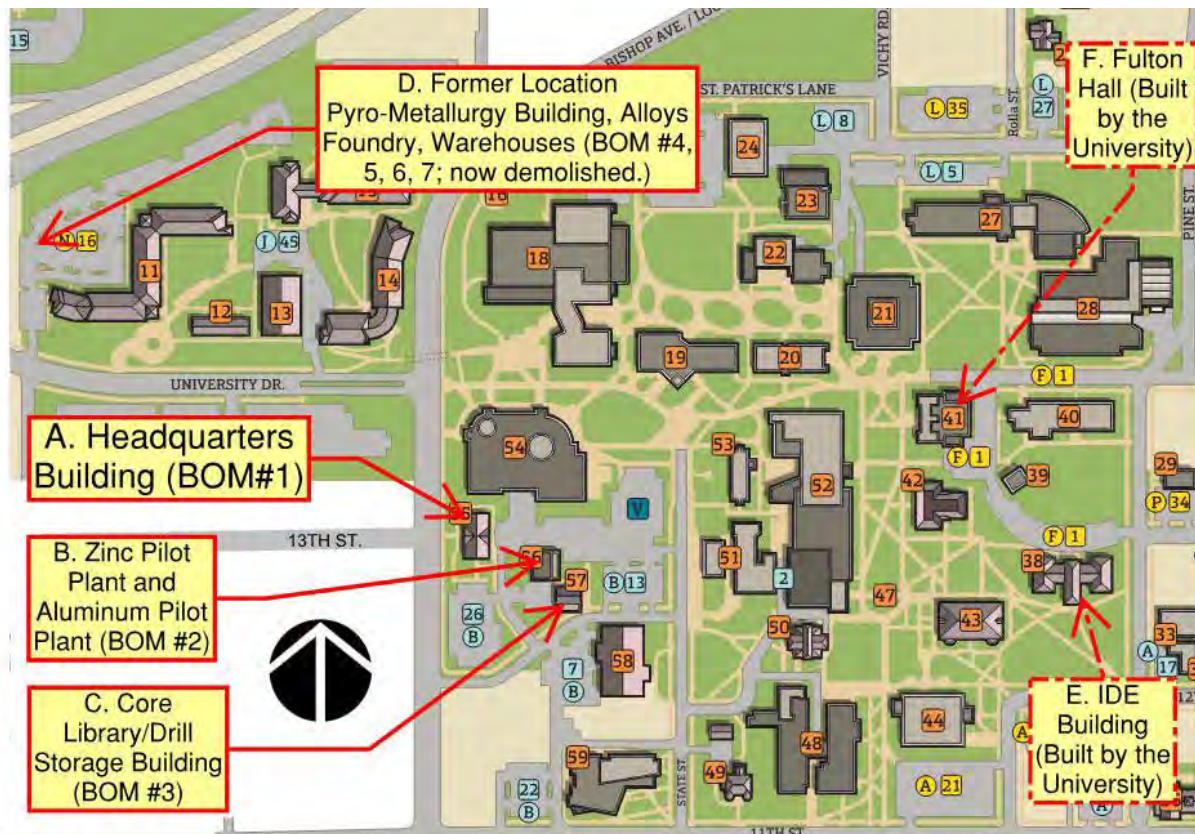 15
BISHOP AVE. / LOU
VICHY RD
D. Former Location
Pyro-Metallurgy Building, Alloys
Foundry, Warehouses (BOM #4,
5, 6, 7; now demolished.)
ST. PATRICK'S LANE
L 8
L 35
Rolla ST.
L
27
F. Fulton
Hall (Built
by the
University)
24
L 5
23
27
PINE ST
N 16
11
J 45
16
18
22
14
12
13
21
28
19
20
UNIVERSITY DR.
F 1
A. Headquarters
Building (BOM#1)
54
53
52
41
40
F 1
42
39
29
P 34
V
13TH ST.
B. Zinc Pilot
Plant and
Aluminum Pilot
Plant (BOM #2)
56
57
B 13
51
2
F 1
38
47
26
B
43
33
A
17
50
C. Core
Library/Drill
Storage Building
(BOM #3)
7
B
58
E. IDE
Building
(Built by the
University)
44
48
49
59
STATE ST.
22
B
A 21
A
A
11TH ST.